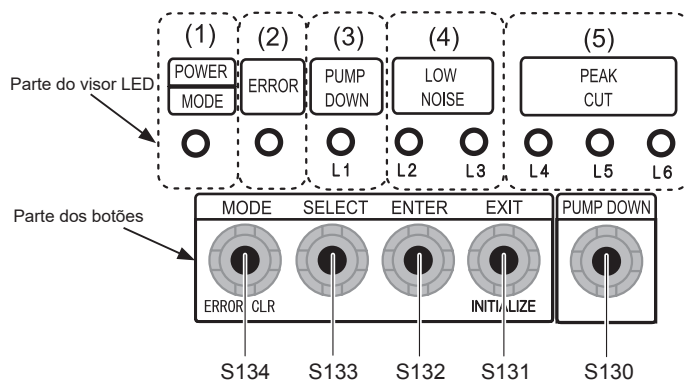 (1) (2) (3) (4) (5)
Parte do visor LED
POWER
MODE
ERROR
PUMP
DOWN
LOW
NOISE
PEAK
CUT
L1 L2 L3 L4 L5 L6
Parte dos botões
MODE SELECT ENTER EXIT PUMP DOWN
ERROR CLR INITIALIZE
S134 S133 S132 S131 S130